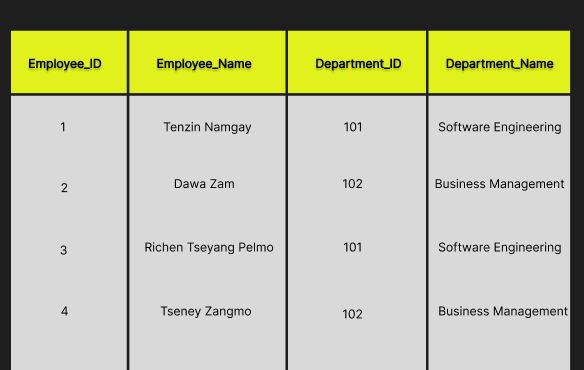 Employee_ID Employee_Name Department_ID Department_Name
1 Tenzin Namgay 101 Software Engineering
2 Dawa Zam 102 Business Management
3 Richen Tseyang Pelmo 101 Software Engineering
4 Tseney Zangmo 102 Business Management